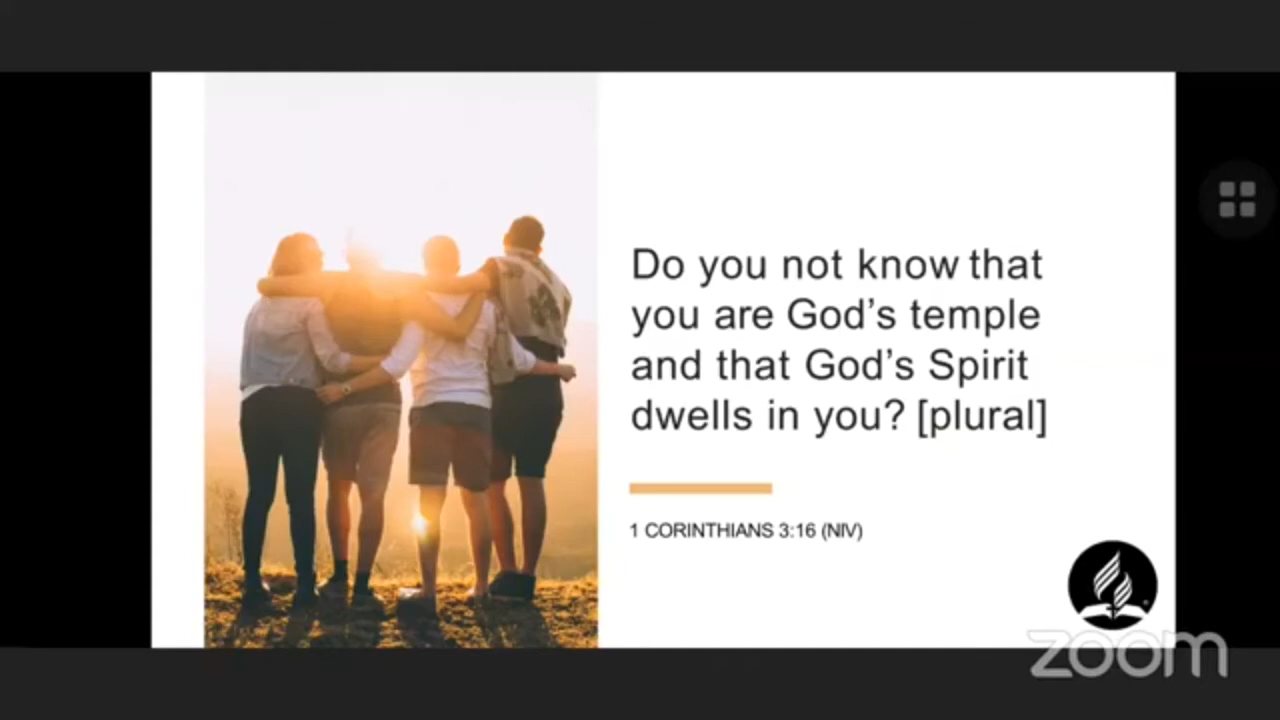 Do you not know that
you are God’s temple
and that God’s Spirit
dwells in you? [plural]
1 CORINTHIANS 3:16 (NIV)
zoom